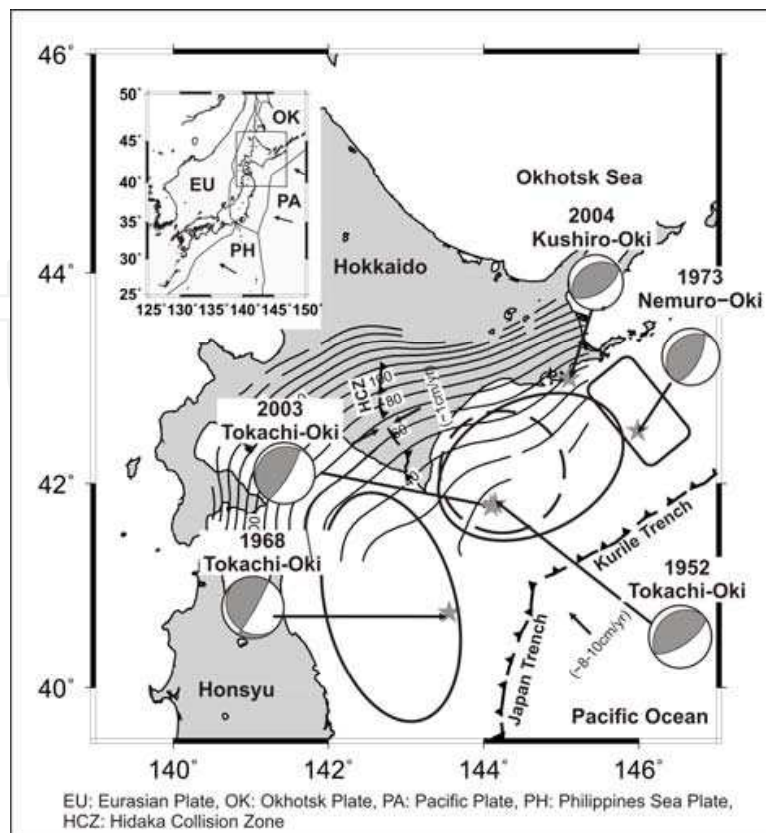 46˚
44˚
42˚
40˚
140˚
142˚
144˚
146˚
50˚
45˚
40˚
35˚
30˚
25˚
125˚
130˚
135˚
140˚
145˚
150˚
OK
EU
PA
PH
Okhotsk Sea
2004
Kushiro-Oki
1973
Nemuro-Oki
Hokkaido
HCZ
100
80
60
(~1cm/yr)
2003
Tokachi-Oki
1968
Tokachi-Oki
1952
Tokachi-Oki
Kurile Trench
Japan Trench
(~8-10cm/yr)
Honsyu
Pacific Ocean
EU: Eurasian Plate, OK: Okhotsk Plate, PA: Pacific Plate, PH: Philippines Sea Plate,
HCZ: Hidaka Collision Zone